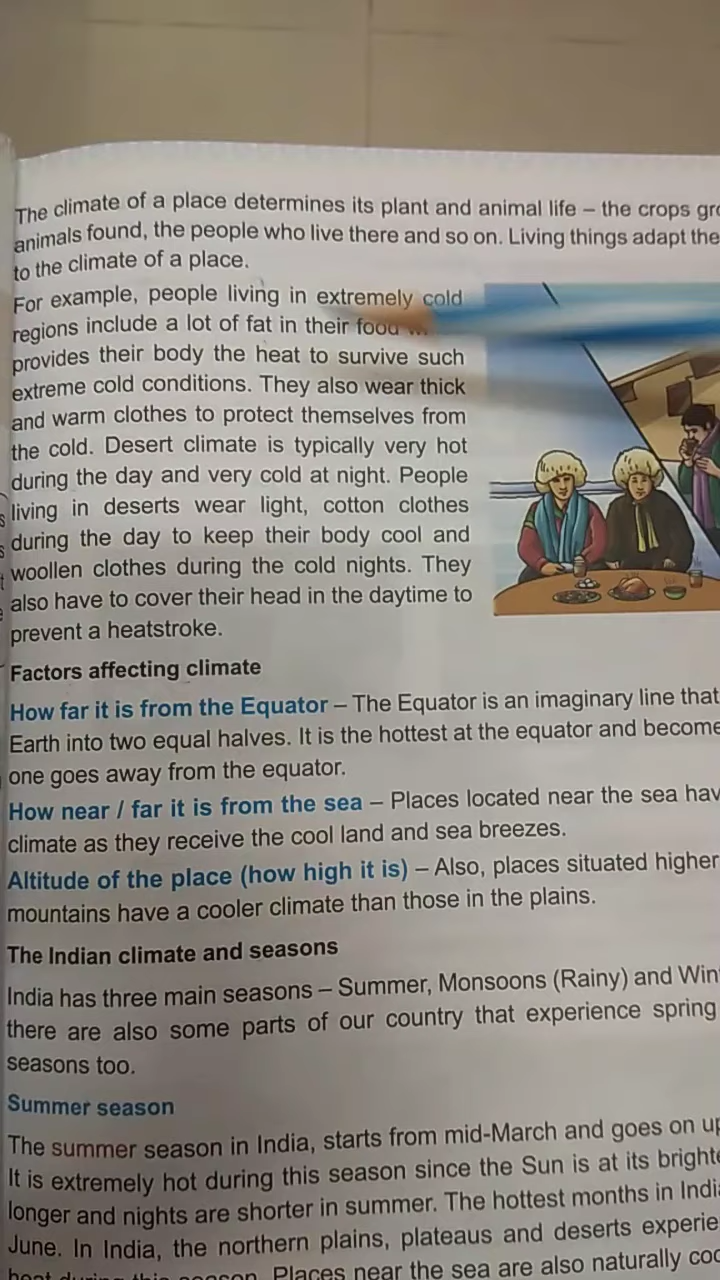 The climate of a place determines its plant and animal life – the crops
animals found, the people who live there and so on. Living things adapt
to the climate of a place.
For example, people living in extremely cold
regions include a lot of fat in their food
provides their body the heat to survive such
extreme cold conditions. They also wear thick
and warm clothes to protect themselves from
the cold. Desert climate is typically very hot
during the day and very cold at night. People
living in deserts wear light, cotton clothes
during the day to keep their body cool and
woollen clothes during the cold nights. They
also have to cover their head in the daytime to
prevent a heatstroke.
Factors affecting climate
How far it is from the Equator – The Equator is an imaginary line that
Earth into two equal halves. It is the hottest at the equator and
one goes away from the equator.
How near / far it is from the sea – Places located near the sea
climate as they receive the cool land and sea breezes.
Altitude of the place (how high it is) – Also, places situated higher
mountains have a cooler climate than those in the plains.
The Indian climate and seasons
India has three main seasons – Summer, Monsoons (Rainy) and
there are also some parts of our country that experience spring
seasons too.
Summer season
The summer season in India, starts from mid-March and goes on
It is extremely hot during this season since the Sun is at its
longer and nights are shorter in summer. The hottest months in
June. In India, the northern plains, plateaus and deserts
Places near the sea are also naturally